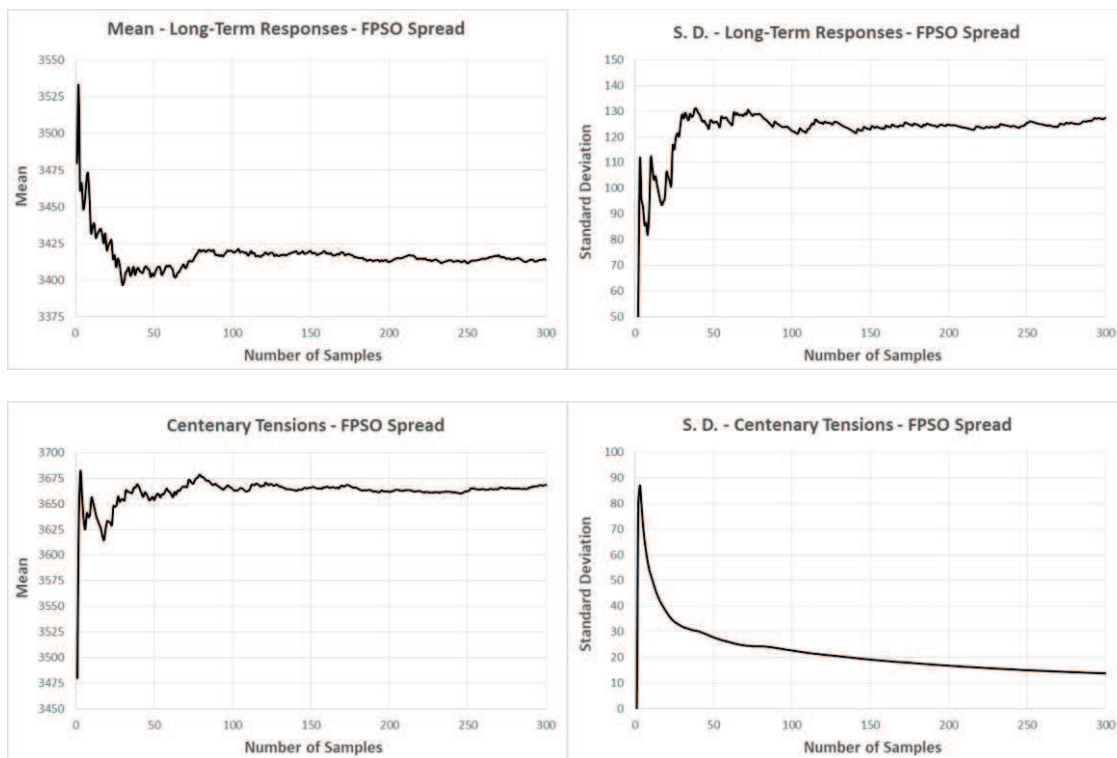 Mean - Long-Term Responses - FPSO Spread
3550
3525
3500
3475
3450
3425
3400
3375
Mean
0 50 100 150 200 250 300
Number of Samples
S. D. - Long-Term Responses - FPSO Spread
150
140
130
120
110
100
90
80
70
60
50
Standard Deviation
0 50 100 150 200 250 300
Number of Samples
Centenary Tensions - FPSO Spread
3700
3675
3650
3625
3600
3575
3550
3525
3500
3475
3450
Mean
0 50 100 150 200 250 300
Number of Samples
S. D. - Centenary Tensions - FPSO Spread
100
90
80
70
60
50
40
30
20
10
0
Standard Deviation
0 50 100 150 200 250 300
Number of Samples